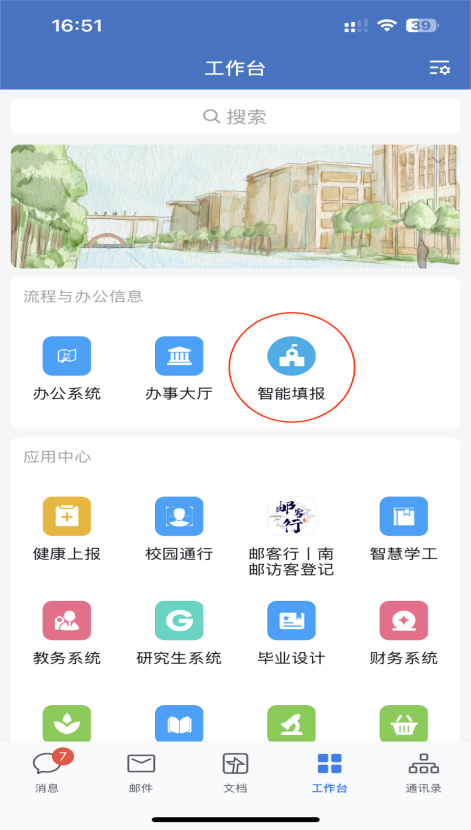 16:51
39
工作台
搜索
流程与办公信息
办公系统
办事大厅
智能填报
应用中心
健康上报
校园通行
邮客行
邮客行丨南
邮访客登记
智慧学工
教务系统
研究生系统
毕业设计
财务系统
7
消息
邮件
文档
工作台
通讯录